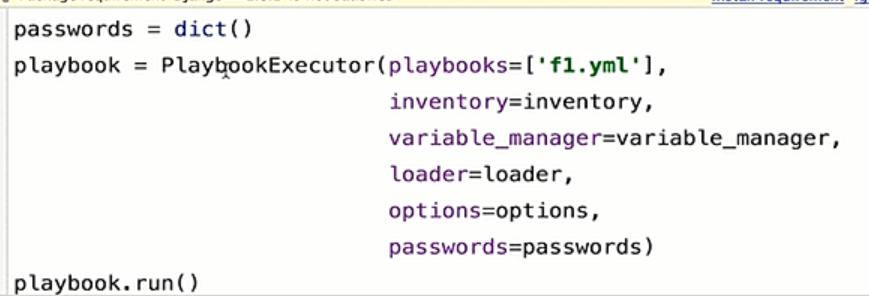 passwords = dict()
playbook = PlaybookExecutor(playbooks=['f1.yml'],
                            inventory=inventory,
                            variable_manager=variable_manager,
                            loader=loader,
                            options=options,
                            passwords=passwords)
playbook.run()